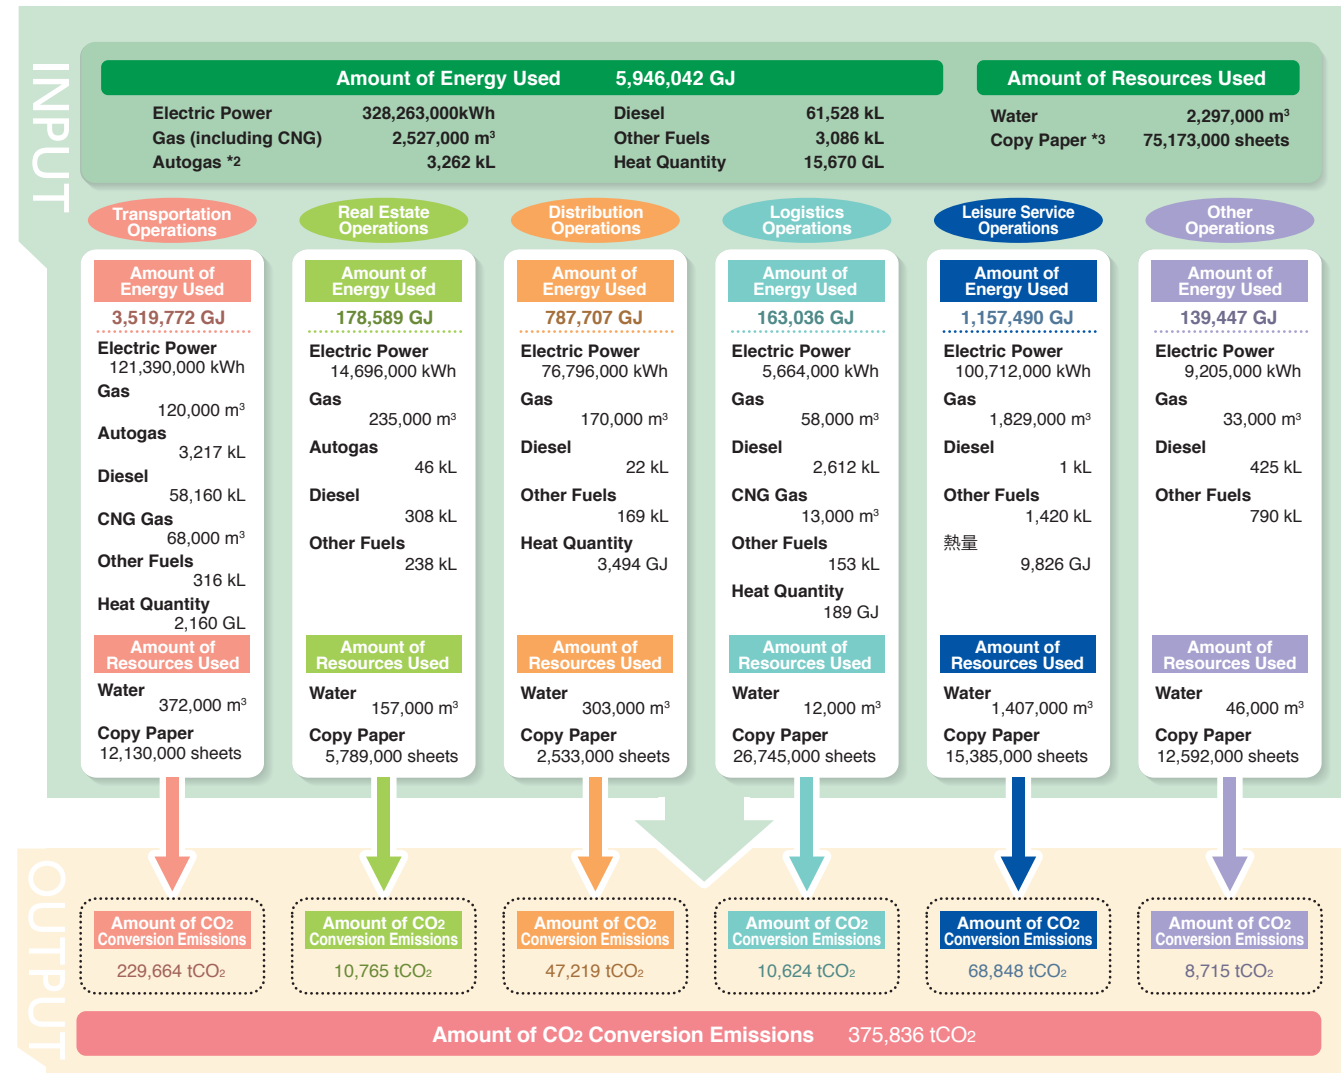 INPUT
Amount of Energy Used 5,946,042 GJ
Electric Power 328,263,000kWh
Gas (including CNG) 2,527,000 m³
Autogas *2 3,262 kL
Diesel 61,528 kL
Other Fuels 3,086 kL
Heat Quantity 15,670 GL
Amount of Resources Used
Water 2,297,000 m³
Copy Paper *3 75,173,000 sheets
Transportation
Operations
Amount of
Energy Used
3,519,772 GJ
Electric Power
121,390,000 kWh
Gas
120,000 m³
Autogas
3,217 kL
Diesel
58,160 kL
CNG Gas
68,000 m³
Other Fuels
316 kL
Heat Quantity
2,160 GL
Amount of
Resources Used
Water
372,000 m³
Copy Paper
12,130,000 sheets
Real Estate
Operations
Amount of
Energy Used
178,589 GJ
Electric Power
14,696,000 kWh
Gas
235,000 m³
Autogas
46 kL
Diesel
308 kL
Other Fuels
238 kL
Amount of
Resources Used
Water
157,000 m³
Copy Paper
5,789,000 sheets
Distribution
Operations
Amount of
Energy Used
787,707 GJ
Electric Power
76,796,000 kWh
Gas
170,000 m³
Diesel
22 kL
Other Fuels
169 kL
Heat Quantity
3,494 GJ
Amount of
Resources Used
Water
303,000 m³
Copy Paper
2,533,000 sheets
Logistics
Operations
Amount of
Energy Used
163,036 GJ
Electric Power
5,664,000 kWh
Gas
58,000 m³
Diesel
2,612 kL
CNG Gas
13,000 m³
Other Fuels
153 kL
Heat Quantity
189 GJ
Amount of
Resources Used
Water
12,000 m³
Copy Paper
26,745,000 sheets
Leisure Service
Operations
Amount of
Energy Used
1,157,490 GJ
Electric Power
100,712,000 kWh
Gas
1,829,000 m³
Diesel
1 kL
Other Fuels
1,420 kL
熱量
9,826 GJ
Amount of
Resources Used
Water
1,407,000 m³
Copy Paper
15,385,000 sheets
Other
Operations
Amount of
Energy Used
139,447 GJ
Electric Power
9,205,000 kWh
Gas
33,000 m³
Diesel
425 kL
Other Fuels
790 kL
Amount of
Resources Used
Water
46,000 m³
Copy Paper
12,592,000 sheets
OUTPUT
Amount of CO2
Conversion Emissions
229,664 tCO2
Amount of CO2
Conversion Emissions
10,765 tCO2
Amount of CO2
Conversion Emissions
47,219 tCO2
Amount of CO2
Conversion Emissions
10,624 tCO2
Amount of CO2
Conversion Emissions
68,848 tCO2
Amount of CO2
Conversion Emissions
8,715 tCO2
Amount of CO2 Conversion Emissions 375,836 tCO2